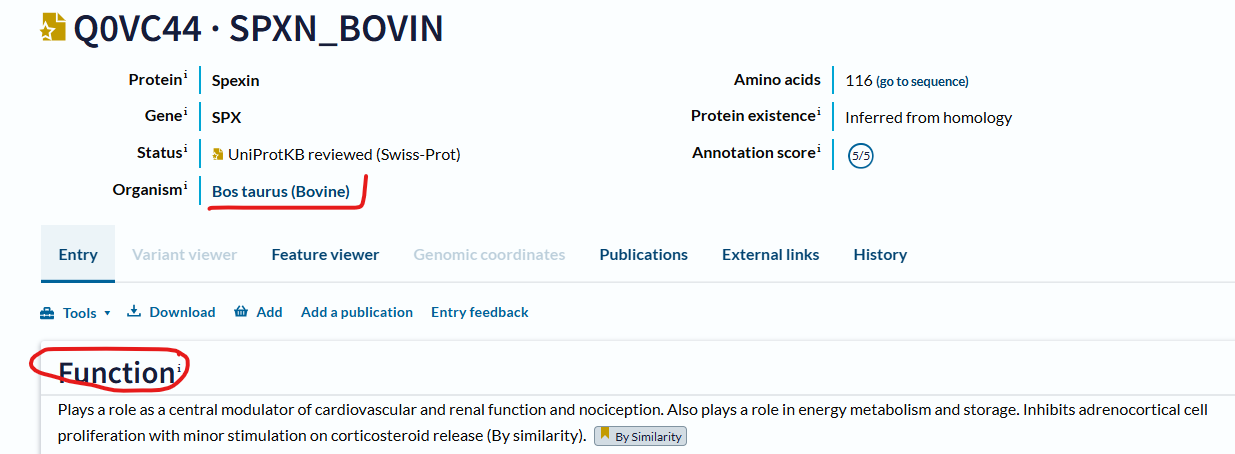 Q0VC44 · SPXN_BOVIN
Proteinⁱ Spexin
Amino acids 116 (go to sequence)
Geneⁱ SPX
Protein existenceⁱ Inferred from homology
Statusⁱ UniProtKB reviewed (Swiss-Prot)
Annotation scoreⁱ 5/5
Organismⁱ Bos taurus (Bovine)
Entry Variant viewer Feature viewer Genomic coordinates Publications External links History
Tools Download Add Add a publication Entry feedback
Functionⁱ
Plays a role as a central modulator of cardiovascular and renal function and nociception. Also plays a role in energy metabolism and storage. Inhibits adrenocortical cell
proliferation with minor stimulation on corticosteroid release (By similarity). By Similarity